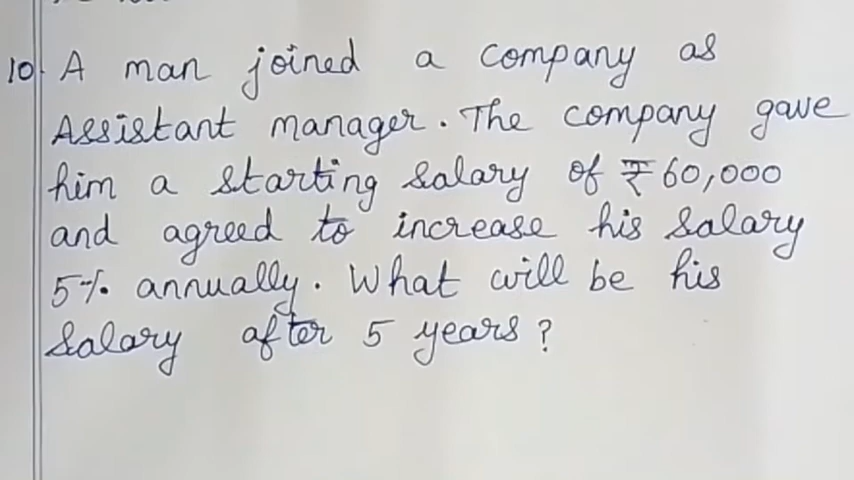 10. A man joined a company as
Assistant manager. The company gave
him a starting salary of ₹60,000
and agreed to increase his salary
5% annually. What will be his
salary after 5 years?